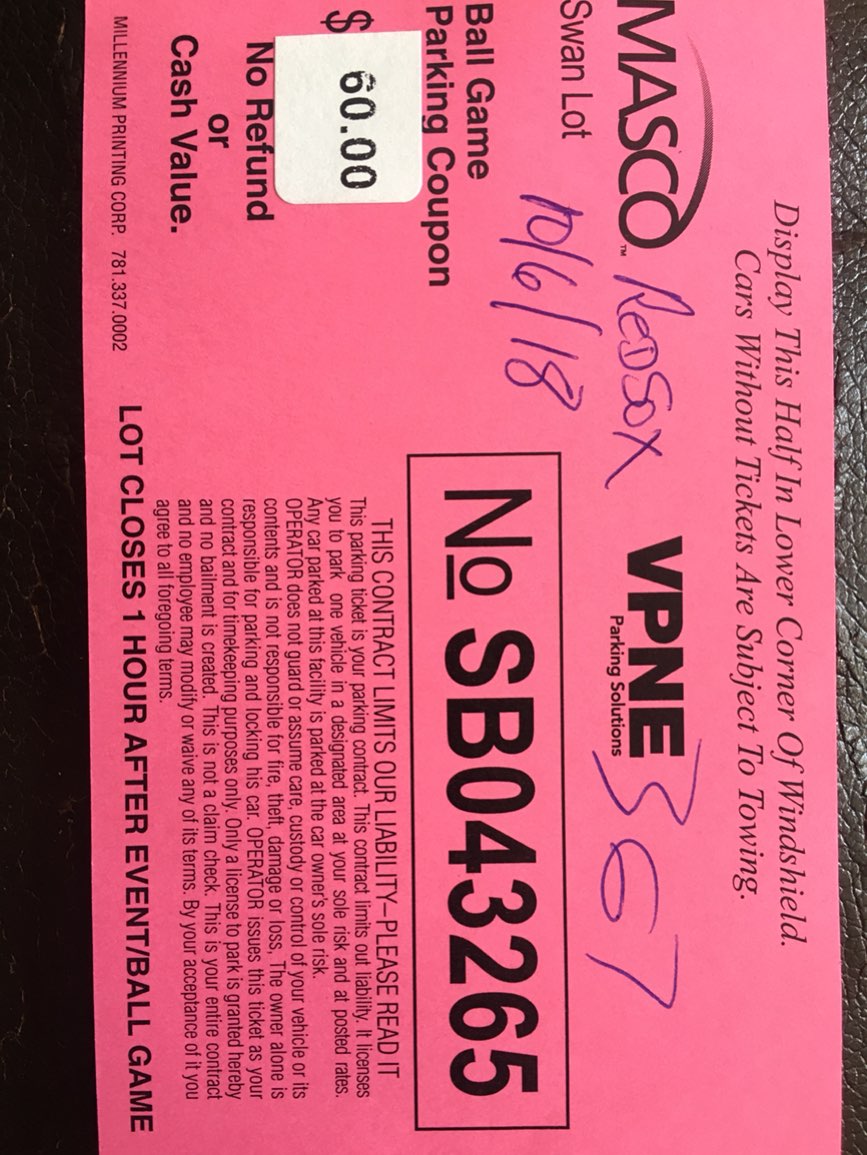 Display This Half In Lower Corner Of Windshield.
Cars Without Tickets Are Subject To Towing.
MASCO™
Red Sox
VPNE
Parking Solutions
367
Swan Lot
10/6/18
Ball Game
Parking Coupon
$ 60.00
No Refund
or
Cash Value.
MILLENNIUM PRINTING CORP. 781.337.0002
No SB043265
THIS CONTRACT LIMITS OUR LIABILITY–PLEASE READ IT
This parking ticket is your parking contract. This contract limits out liability. It licenses
you to park one vehicle in a designated area at your sole risk and at posted rates.
Any car parked at this facility is parked at the car owner's sole risk.
OPERATOR does not guard or assume care, custody or control of your vehicle or its
contents and is not responsible for fire, theft, damage or loss, The owner alone is
responsible for parking and locking his car. OPERATOR issues this ticket as your
contract and for timekeeping purposes only. Only a license to park is granted hereby
and no bailment is created. This is not a claim check. This is your entire contract
and no employee may modify or waive any of its terms. By your acceptance of it you
agree to all foregoing terms.
LOT CLOSES 1 HOUR AFTER EVENT/BALL GAME